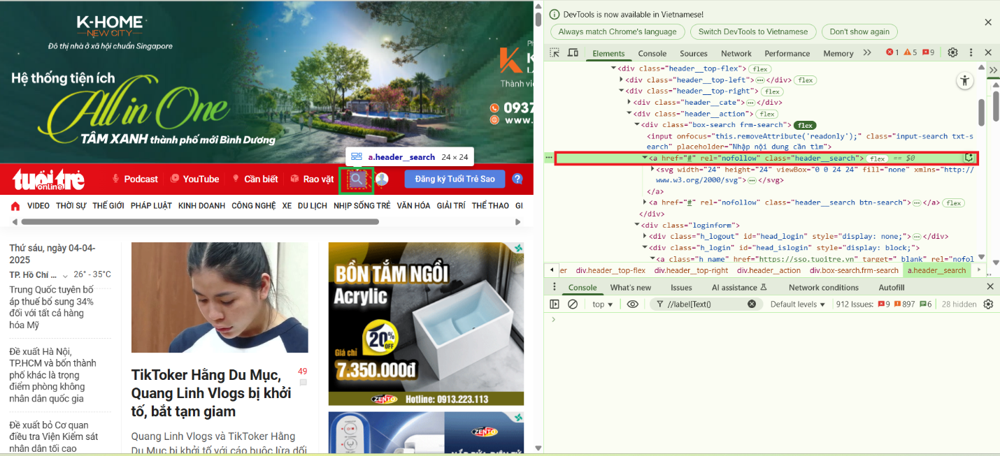 K-HOME
NEW CITY
Đô thị nhà ở xã hội chuẩn Singapore
Hệ thống tiện ích
All in One
TÂM XANH thành phố mới Bình Dương
Thành vi
0937
www.
a.header__search 24 × 24
tuổi trẻ
online
Podcast
YouTube
Cần biết
Rao vặt
Đăng ký Tuổi Trẻ Sao
?
VIDEO THỜI SỰ THẾ GIỚI PHÁP LUẬT KINH DOANH CÔNG NGHỆ XE DU LỊCH NHỊP SỐNG TRẺ VĂN HÓA GIẢI TRÍ THỂ THAO GI
Thứ sáu, ngày 04-04-
2025
TP. Hồ Chí ... 26° - 35°C
Trung Quốc tuyên bố
áp thuế bổ sung 34%
đối với tất cả hàng
hóa Mỹ
Đề xuất Hà Nội,
TP.HCM và bốn thành
phố khác là trọng
điểm phòng không
nhân dân quốc gia
Đề xuất bỏ Cơ quan
điều tra Viện Kiểm sát
nhân dân tối cao
TikToker Hằng Du Mục,
Quang Linh Vlogs bị khởi
tố, bắt tạm giam
49
Quang Linh Vlogs và TikToker Hằng
Du Mục bị khởi tố với cáo buộc lừa dối
BỒN TẮM NGỒI
Acrylic
20%
OFF
Giá chỉ
7.350.000đ
ZENTO Hotline: 0913.223.113
ZENTO
DevTools is now available in Vietnamese!
Always match Chrome's language
Switch DevTools to Vietnamese
Don't show again
Elements Console Sources Network Performance Memory 1 5 9
<div class="header__top-flex"> flex
<div class="header__top-left"> … </div> flex
<div class="header__top-right"> flex
<div class="header__cate"> … </div>
<div class="header__action"> flex
<div class="box-search frm-search"> flex
<input onfocus="this.removeAttribute('readonly');" class="input-search txt-s
earch" placeholder="Nhập nội dung cần tìm">
<a href="#" rel="nofollow" class="header__search"> flex == $0
<svg width="24" height="24" viewBox="0 0 24 24" fill="none" xmlns="http://
www.w3.org/2000/svg"> … </svg>
</a>
<a href="#" rel="nofollow" class="header__search btn-search"> … </a> flex
</div>
<div class="loginform">
<div class="h_logout" id="head_login" style="display: none;"> … </div>
<div class="h_login" id="head_islogin" style="display: block;">
<a class="h_name" href="https://sso.tuoitre.vn" target="_blank" rel="nofol
er div.header__top-flex div.header__top-right div.header__action div.box-search.frm-search a.header__search
Console What's new Issues AI assistance Network conditions Autofill
top //label[Text() Default levels 912 Issues: 9 897 6 28 hidden